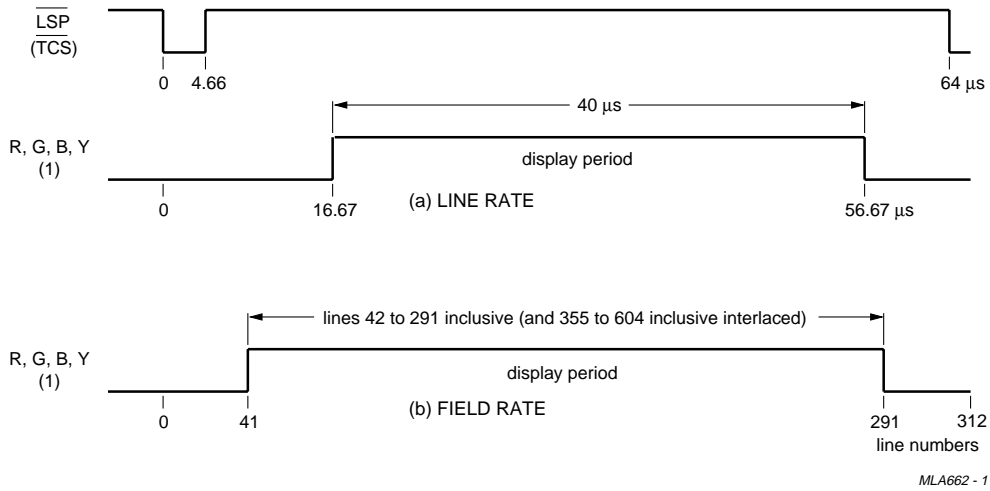 LSP
(TCS)
0 4.66 64 μs
40 μs
R, G, B, Y
(1)
display period
0 16.67 56.67 μs
(a) LINE RATE
lines 42 to 291 inclusive (and 355 to 604 inclusive interlaced)
R, G, B, Y
(1)
display period
(b) FIELD RATE
0 41 291 312
line numbers
MLA662 - 1